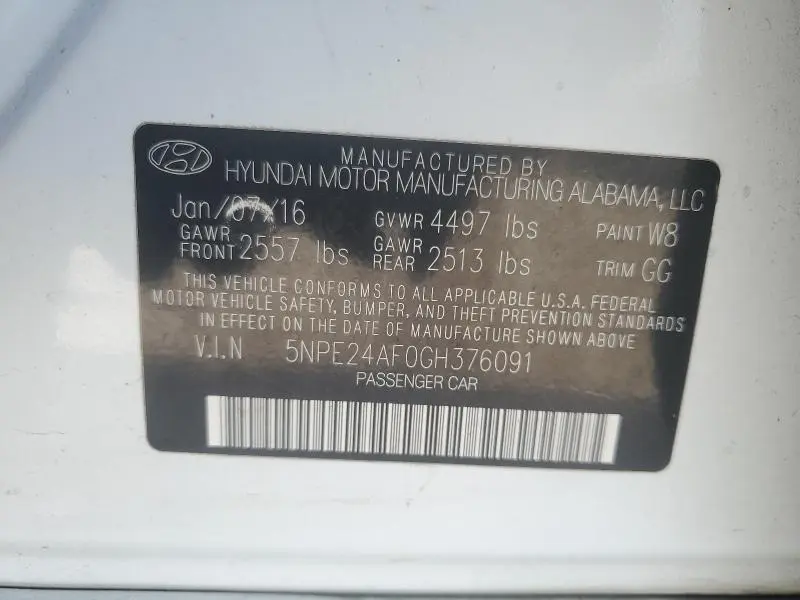 MANUFACTURED BY
HYUNDAI MOTOR MANUFACTURING ALABAMA, LLC
Jan/07/16 GVWR 4497 lbs PAINT W8
GAWR FRONT 2557 lbs GAWR REAR 2513 lbs TRIM GG
THIS VEHICLE CONFORMS TO ALL APPLICABLE U.S.A. FEDERAL
MOTOR VEHICLE SAFETY, BUMPER, AND THEFT PREVENTION STANDARDS
IN EFFECT ON THE DATE OF MANUFACTURE SHOWN ABOVE
V.I.N 5NPE24AF0GH376091
PASSENGER CAR